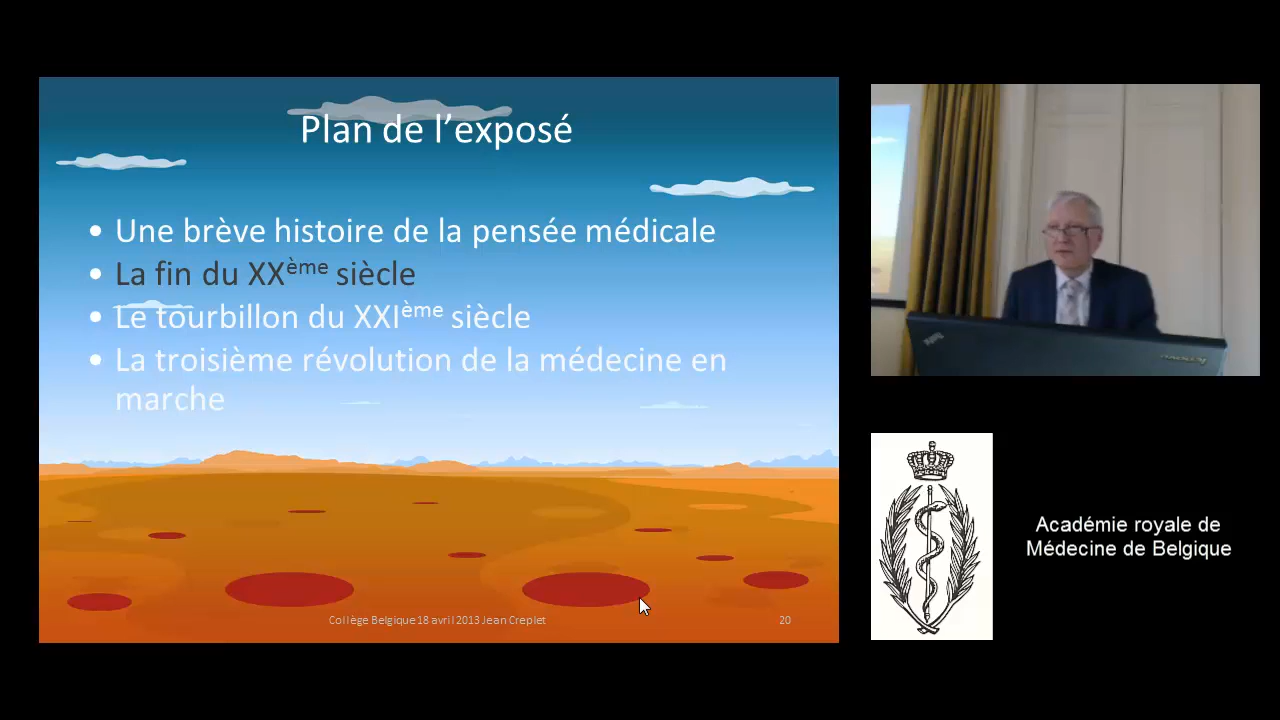 Plan de l’exposé
• Une brève histoire de la pensée médicale
• La fin du XXème siècle
• Le tourbillon du XXIème siècle
• La troisième révolution de la médecine en
marche
Collège Belgique18 avril 2013 Jean Creplet
20
lenovo
Académie royale de
Médecine de Belgique